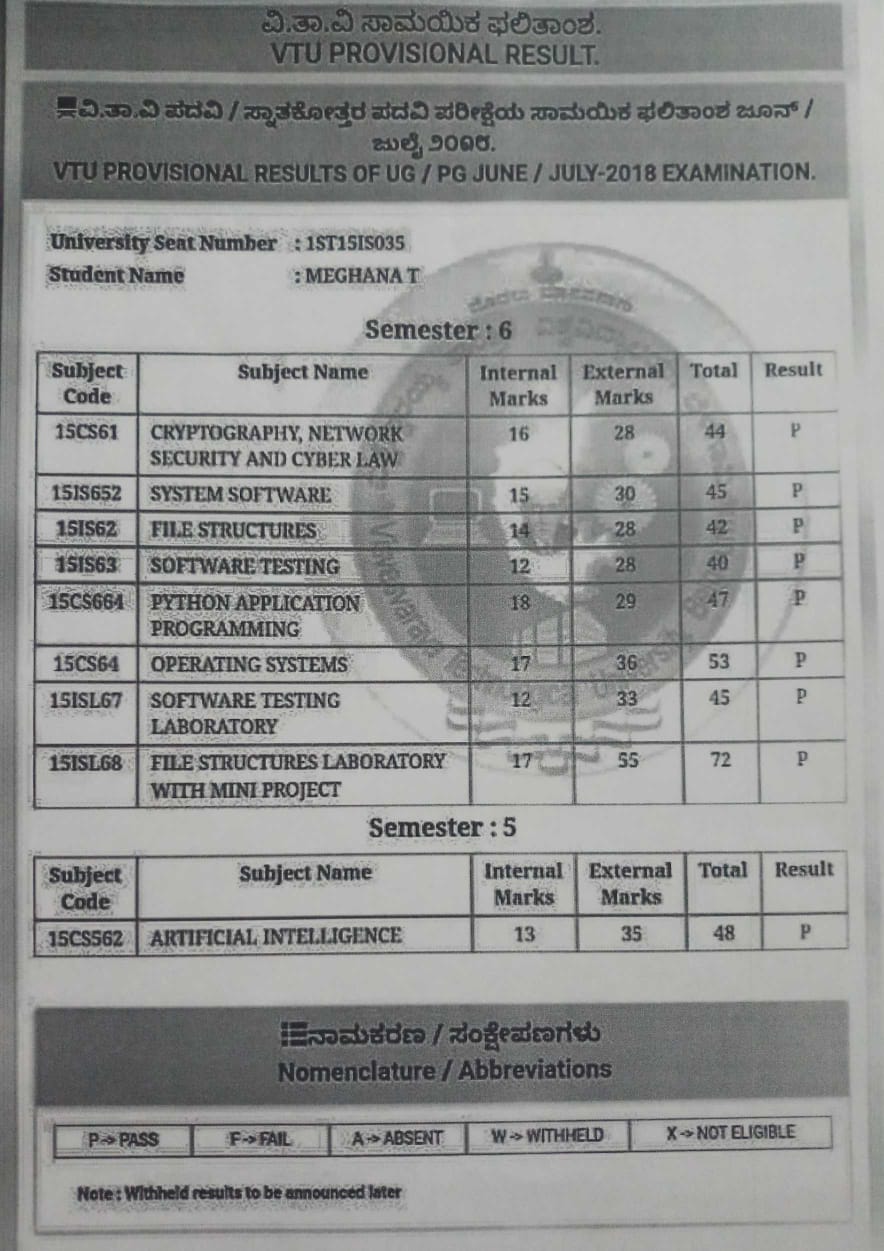 ವಿ.ತಾ.ವಿ ಸಾಮಯಿಕ ಫಲಿತಾಂಶ.
VTU PROVISIONAL RESULT.
ವಿ.ತಾ.ವಿ ಪದವಿ / ಸ್ನಾತಕೋತ್ತರ ಪದವಿ ಪರೀಕ್ಷೆಯ ಸಾಮಯಿಕ ಫಲಿತಾಂಶ ಜೂನ್ /
ಜುಲೈ ೨೦೧೮.
VTU PROVISIONAL RESULTS OF UG / PG JUNE / JULY-2018 EXAMINATION.
University Seat Number : 1ST15IS035
Student Name : MEGHANA T
Semester : 6
Subject Code Subject Name Internal Marks External Marks Total Result
15CS61 CRYPTOGRAPHY, NETWORK SECURITY AND CYBER LAW 16 28 44 P
15IS652 SYSTEM SOFTWARE 15 30 45 P
15IS62 FILE STRUCTURES 14 28 42 P
15IS63 SOFTWARE TESTING 12 28 40 P
15CS664 PYTHON APPLICATION PROGRAMMING 18 29 47 P
15CS64 OPERATING SYSTEMS 17 36 53 P
15ISL67 SOFTWARE TESTING LABORATORY 12 33 45 P
15ISL68 FILE STRUCTURES LABORATORY WITH MINI PROJECT 17 55 72 P
Semester : 5
Subject Code Subject Name Internal Marks External Marks Total Result
15CS562 ARTIFICIAL INTELLIGENCE 13 35 48 P
ನಾಮಕರಣ / ಸಂಕ್ಷೇಪಣಗಳು
Nomenclature / Abbreviations
P -> PASS F -> FAIL A -> ABSENT W -> WITHHELD X -> NOT ELIGIBLE
Note : Withheld results to be announced later